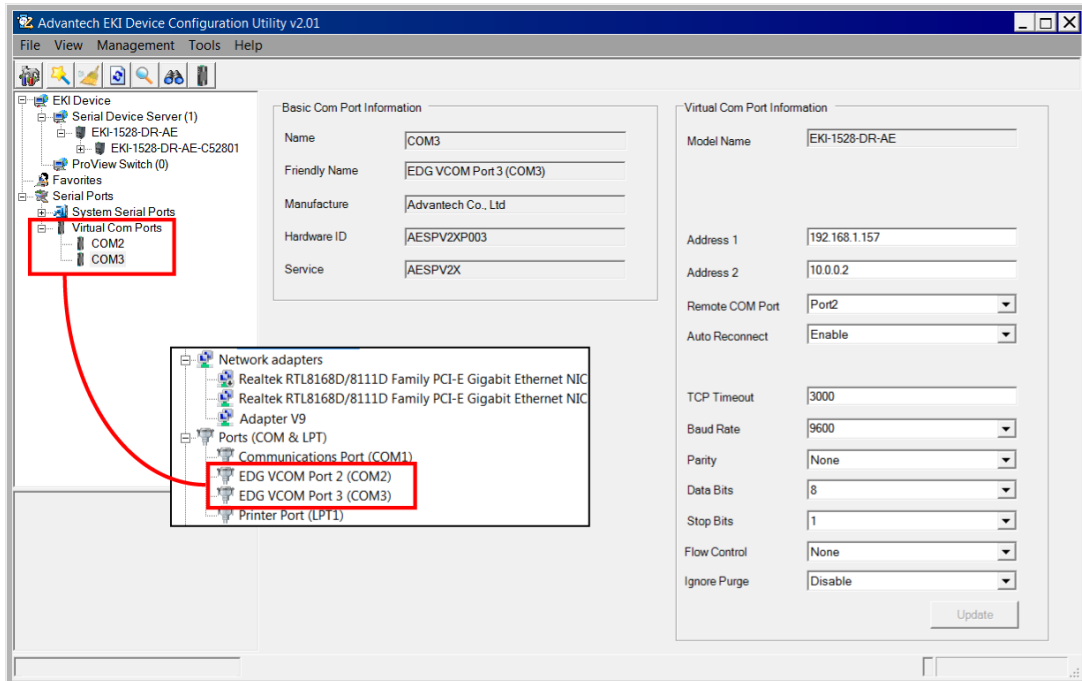 Advantech EKI Device Configuration Utility v2.01
File View Management Tools Help
EKI Device
Serial Device Server (1)
EKI-1528-DR-AE
EKI-1528-DR-AE-C52801
ProView Switch (0)
Favorites
Serial Ports
System Serial Ports
Virtual Com Ports
COM2
COM3
Basic Com Port Information
Name COM3
Friendly Name EDG VCOM Port 3 (COM3)
Manufacture Advantech Co., Ltd
Hardware ID AESPV2XP003
Service AESPV2X
Virtual Com Port Information
Model Name EKI-1528-DR-AE
Address 1 192.168.1.157
Address 2 10.0.0.2
Remote COM Port Port2
Auto Reconnect Enable
TCP Timeout 3000
Baud Rate 9600
Parity None
Data Bits 8
Stop Bits 1
Flow Control None
Ignore Purge Disable
Update
Network adapters
Realtek RTL8168D/8111D Family PCI-E Gigabit Ethernet NIC
Realtek RTL8168D/8111D Family PCI-E Gigabit Ethernet NIC
Adapter V9
Ports (COM & LPT)
Communications Port (COM1)
EDG VCOM Port 2 (COM2)
EDG VCOM Port 3 (COM3)
Printer Port (LPT1)